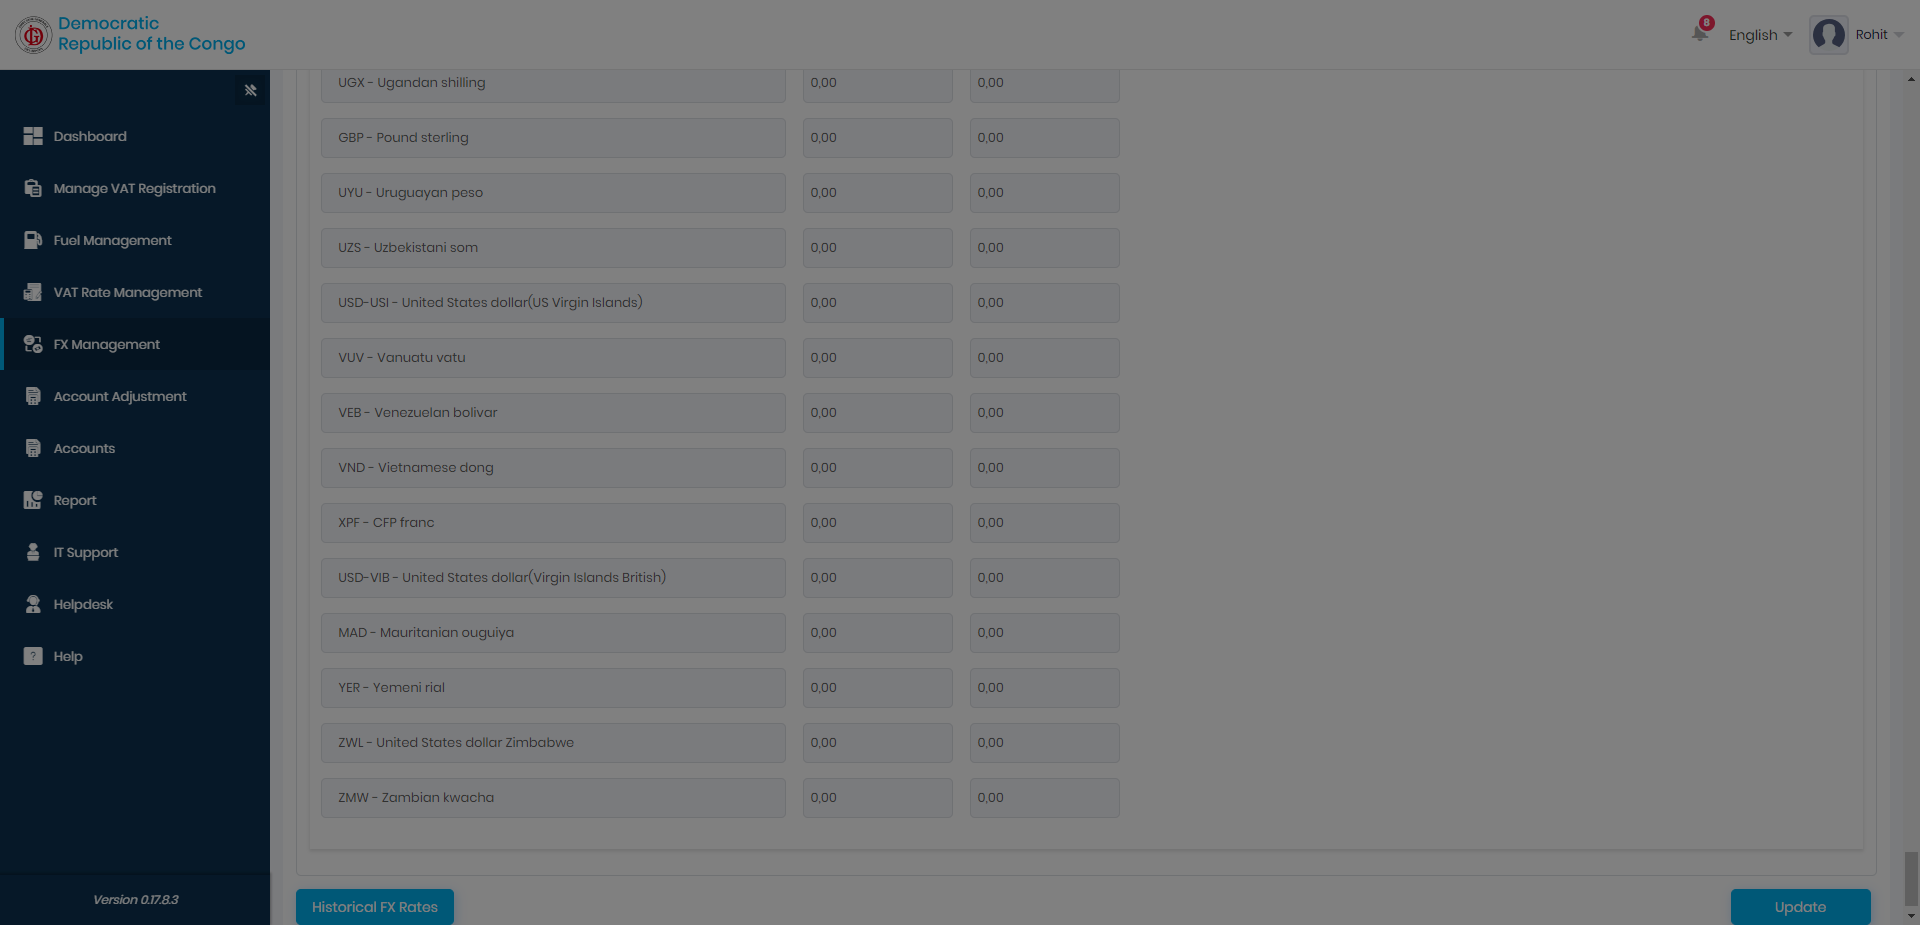 Democratic
Republic of the Congo
8
English
Rohit
Dashboard
Manage VAT Registration
Fuel Management
VAT Rate Management
FX Management
Account Adjustment
Accounts
Report
IT Support
Helpdesk
? Help
Version 0.17.8.3
UGX - Ugandan shilling 0,00 0,00
GBP - Pound sterling 0,00 0,00
UYU - Uruguayan peso 0,00 0,00
UZS - Uzbekistani som 0,00 0,00
USD-USI - United States dollar(US Virgin Islands) 0,00 0,00
VUV - Vanuatu vatu 0,00 0,00
VEB - Venezuelan bolivar 0,00 0,00
VND - Vietnamese dong 0,00 0,00
XPF - CFP franc 0,00 0,00
USD-VIB - United States dollar(Virgin Islands British) 0,00 0,00
MAD - Mauritanian ouguiya 0,00 0,00
YER - Yemeni rial 0,00 0,00
ZWL - United States dollar Zimbabwe 0,00 0,00
ZMW - Zambian kwacha 0,00 0,00
Historical FX Rates
Update